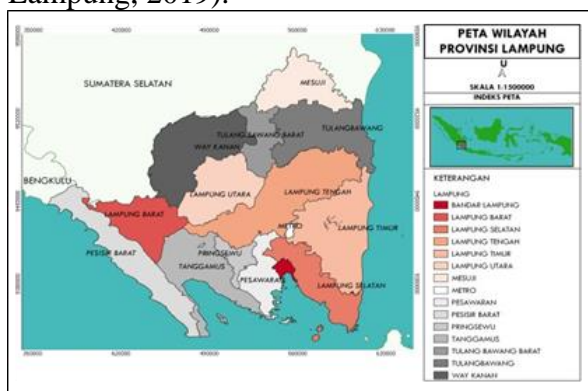 Lampung, 2019).
PETA WILAYAH
PROVINSI LAMPUNG
U
A
SKALA 1:1500000
INDEKS PETA
KETERANGAN
LAMPUNG
BANDAR LAMPUNG
LAMPUNG BARAT
LAMPUNG SELATAN
LAMPUNG TENGAH
LAMPUNG TIMUR
LAMPUNG UTARA
MESUJI
METRO
PESAWARAN
PESISIR BARAT
PRINGSEWU
TANGGAMUS
TULANG BAWANG BARAT
TULANGBAWANG
WAY KANAN
SUMATERA SELATAN
MESUJI
TULANG BAWANG BARAT
TULANGBAWANG
WAY KANAN
BENGKULU
LAMPUNG UTARA
LAMPUNG TENGAH
LAMPUNG BARAT
METRO
LAMPUNG TIMUR
PESISIR BARAT
PRINGSEWU
TANGGAMUS
PESAWARAN
LAMPUNG SELATAN